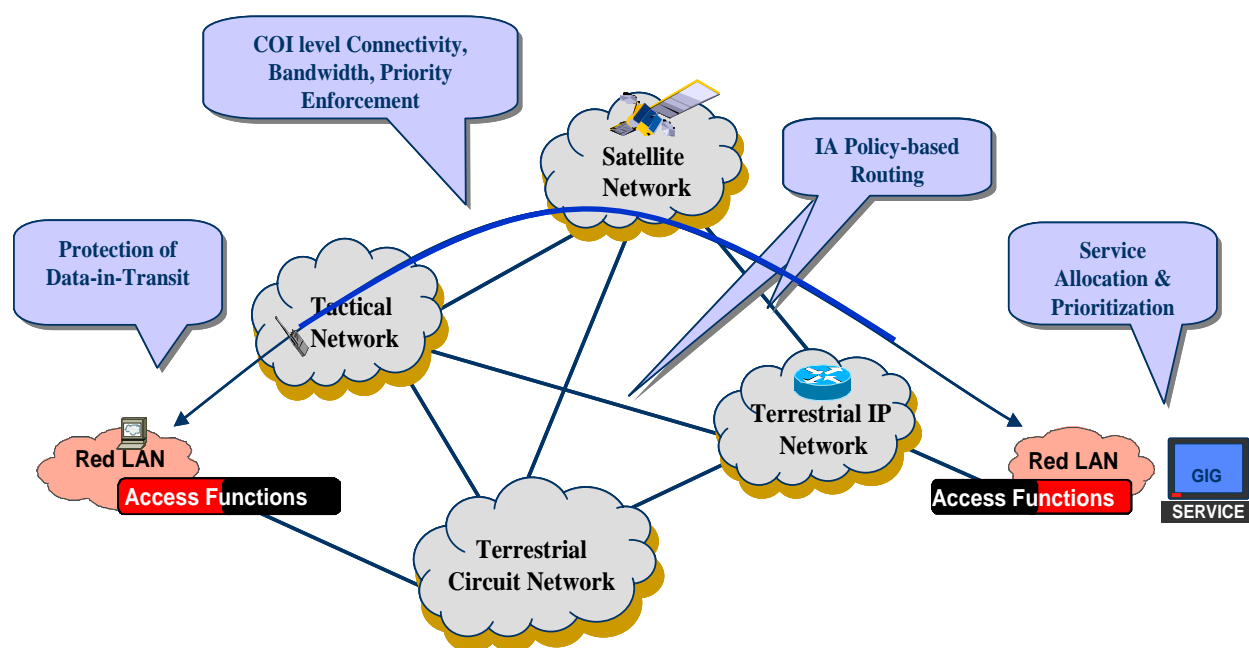 COI level Connectivity,
Bandwidth, Priority
Enforcement
Satellite
Network
IA Policy-based
Routing
Protection of
Data-in-Transit
Service
Allocation &
Prioritization
Tactical
Network
Terrestrial IP
Network
Red LAN
Access Functions
Red LAN
Access Functions
GIG
SERVICE
Terrestrial
Circuit Network